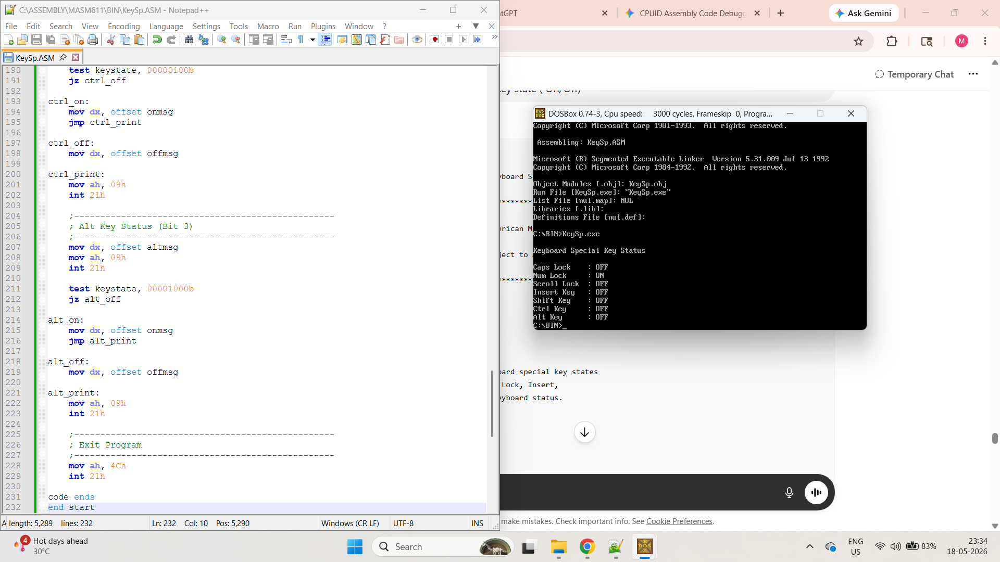 C:\ASSEMBLY\MASM611\BIN\KeySp.ASM - Notepad++
File Edit Search View Encoding Language Settings Tools Macro Run Plugins Window ?
KeySp.ASM
190 test keystate, 00000100b
191 jz ctrl_off
192
193 ctrl_on:
194 mov dx, offset onmsg
195 jmp ctrl_print
196
197 ctrl_off:
198 mov dx, offset offmsg
199
200 ctrl_print:
201 mov ah, 09h
202 int 21h
203
204 ;--------------------------------------------------
205 ; Alt Key Status (Bit 3)
206 ;--------------------------------------------------
207 mov dx, offset altmsg
208 mov ah, 09h
209 int 21h
210
211 test keystate, 00001000b
212 jz alt_off
213
214 alt_on:
215 mov dx, offset onmsg
216 jmp alt_print
217
218 alt_off:
219 mov dx, offset offmsg
220
221 alt_print:
222 mov ah, 09h
223 int 21h
224
225 ;--------------------------------------------------
226 ; Exit Program
227 ;--------------------------------------------------
228 mov ah, 4Ch
229 int 21h
230
231 code ends
232 end start
A length: 5,289 lines: 232 Ln: 232 Col: 10 Pos: 5,290 Windows (CR LF) UTF-8 INS
atGPT
CPUID Assembly Code Debugg
Ask Gemini
M
Temporary Chat
key state ( On/Off)
yboard S
********
erican M
ject to
********
DOSBox 0.74-3, Cpu speed: 3000 cycles, Frameskip 0, Progra...
Copyright (C) Microsoft Corp 1981-1993. All rights reserved.
Assembling: KeySp.ASM
Microsoft (R) Segmented Executable Linker Version 5.31.009 Jul 13 1992
Copyright (C) Microsoft Corp 1984-1992. All rights reserved.
Object Modules [.obj]: KeySp.obj
Run File [KeySp.exe]: "KeySp.exe"
List File [nul.map]: NUL
Libraries [.lib]:
Definitions File [nul.def]:
C:\BIN>KeySp.exe
Keyboard Special Key Status
Caps Lock : OFF
Num Lock : ON
Scroll Lock : OFF
Insert Key : OFF
Shift Key : OFF
Ctrl Key : OFF
Alt Key : OFF
C:\BIN>_
oard special key states
Lock, Insert,
eyboard status.
make mistakes. Check important info. See Cookie Preferences.
4
Hot days ahead
30°C
Search
ENG
US
83%
23:34
18-05-2026